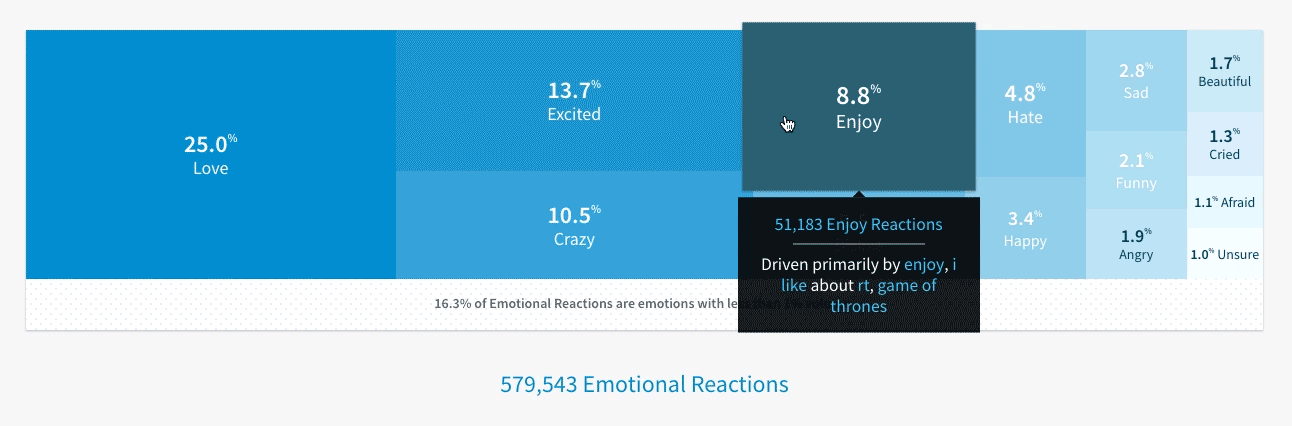 25.0%
Love
13.7%
Excited
10.5%
Crazy
8.8%
Enjoy
51,183 Enjoy Reactions
Driven primarily by enjoy, i
like about rt, game of
thrones
4.8%
Hate
3.4%
Happy
2.8%
Sad
2.1%
Funny
1.9%
Angry
1.7%
Beautiful
1.3%
Cried
1.1% Afraid
1.0% Unsure
16.3% of Emotional Reactions are emotions with
579,543 Emotional Reactions